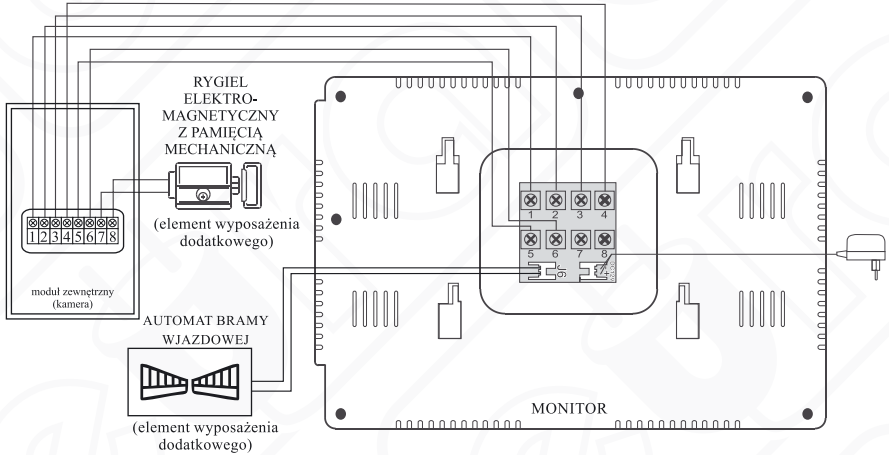 RYGIEL
ELEKTRO-
MAGNETYCZNY
Z PAMIĘCIĄ
MECHANICZNĄ
(element wyposażenia
dodatkowego)
1 2 3 4 5 6 7 8
moduł zewnętrzny
(kamera)
1 2 3 4
5 6 7 8
J6
AUTOMAT BRAMY
WJAZDOWEJ
(element wyposażenia
dodatkowego)
MONITOR